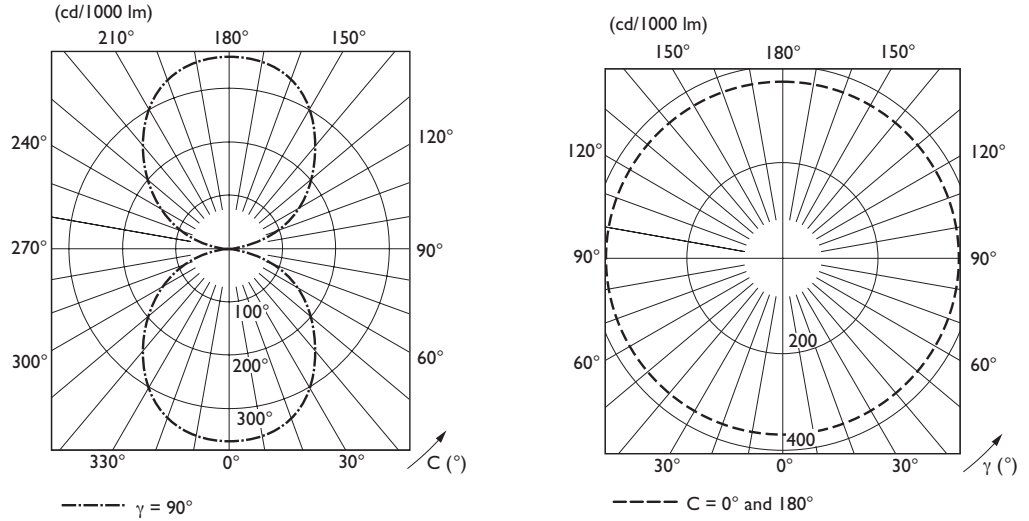 (cd/1000 lm)
210° 180° 150°
240° 120°
270° 90°
100°
300° 200° 60°
300°
330° 0° 30° C (°)
γ = 90°
(cd/1000 lm)
150° 180° 150°
120° 120°
90° 90°
200
60° 60°
400
30° 0° 30° γ (°)
C = 0° and 180°